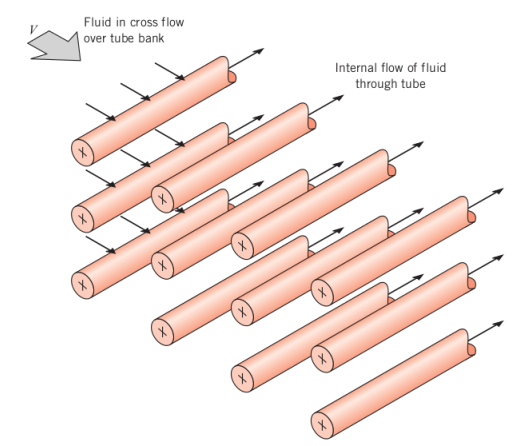 V
Fluid in cross flow
over tube bank
Internal flow of fluid
through tube